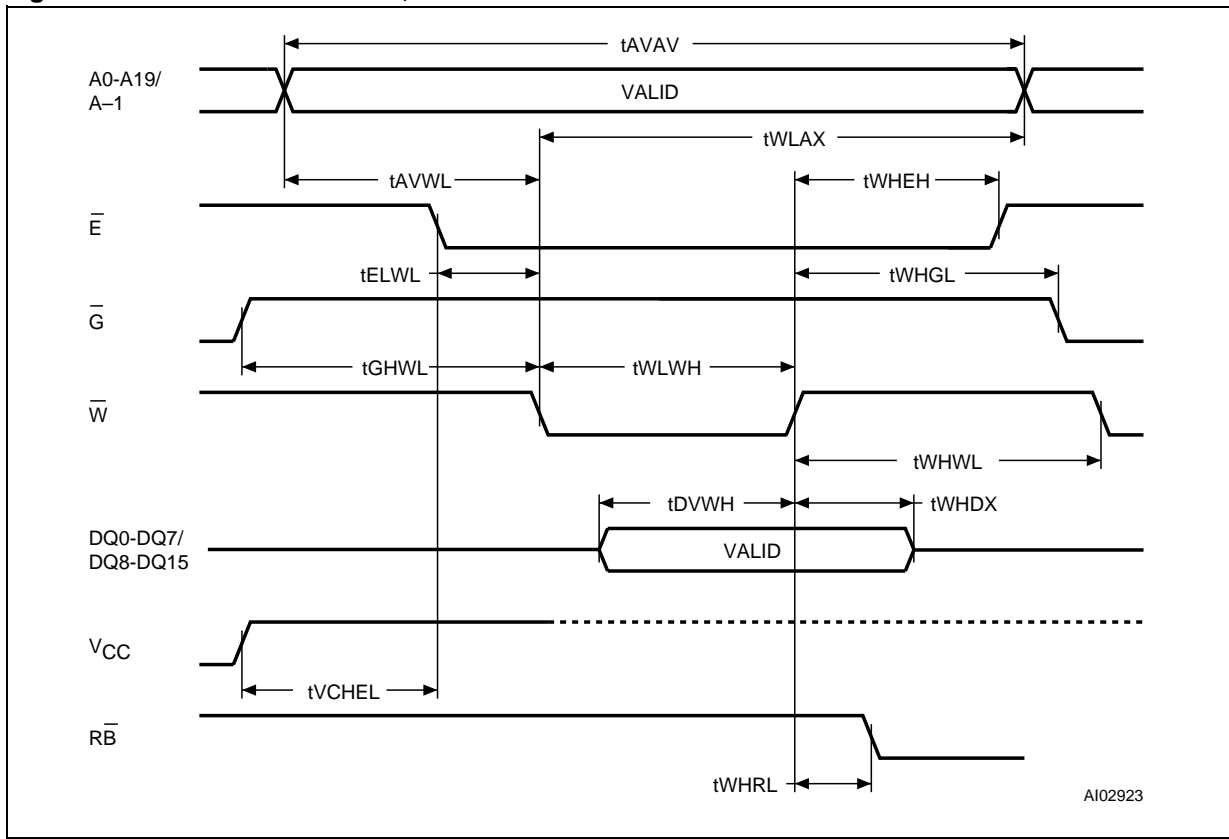 tAVAV
A0-A19/
A–1
VALID
tWLAX
tAVWL
tWHEH
E̅
tELWL
tWHGL
G̅
tGHWL
tWLWH
W̅
tWHWL
tDVWH
tWHDX
DQ0-DQ7/
DQ8-DQ15
VALID
VCC
tVCHEL
RB̅
tWHRL
AI02923